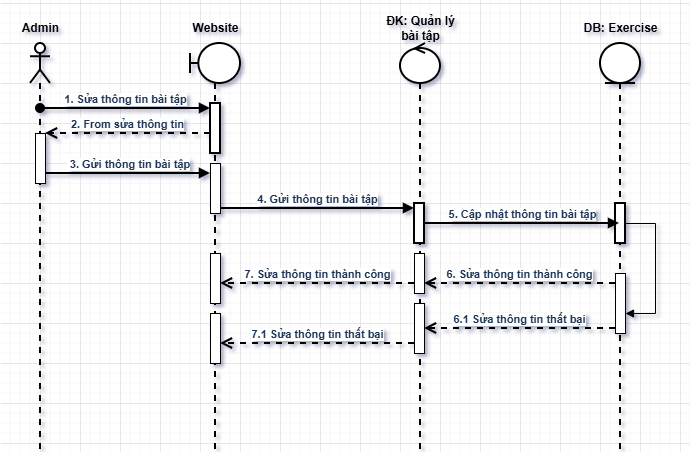 Admin
Website
ĐK: Quản lý
bài tập
DB: Exercise
1. Sửa thông tin bài tập
2. From sửa thông tin
3. Gửi thông tin bài tập
4. Gửi thông tin bài tập
5. Cập nhật thông tin bài tập
7. Sửa thông tin thành công
6. Sửa thông tin thành công
6.1 Sửa thông tin thất bại
7.1 Sửa thông tin thất bại